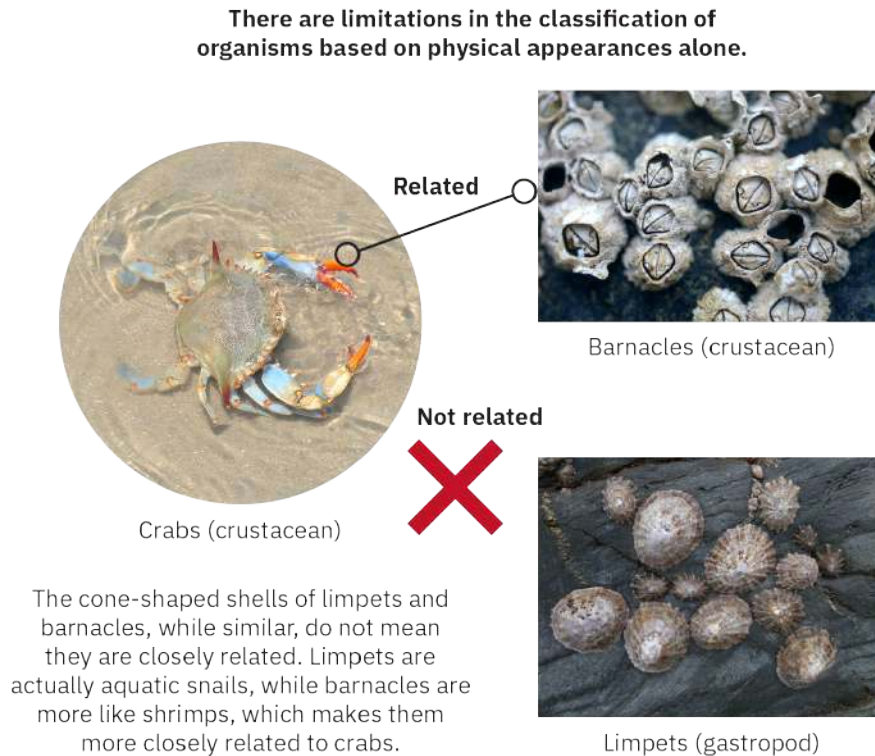 There are limitations in the classification of
organisms based on physical appearances alone.
Related
Barnacles (crustacean)
Not related
Crabs (crustacean)
The cone-shaped shells of limpets and
barnacles, while similar, do not mean
they are closely related. Limpets are
actually aquatic snails, while barnacles are
more like shrimps, which makes them
more closely related to crabs.
Limpets (gastropod)